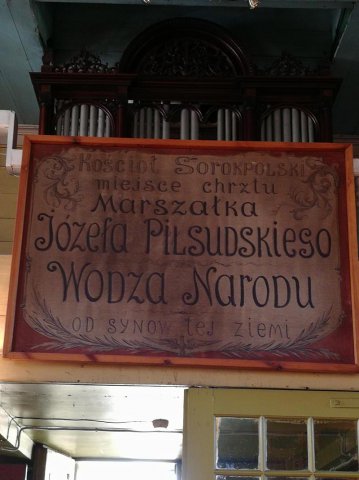 Kościół Sorokpolski
miejsce chrztu
Marszałka
Józefa Piłsudskiego
Wodza Narodu
od synów tej ziemi